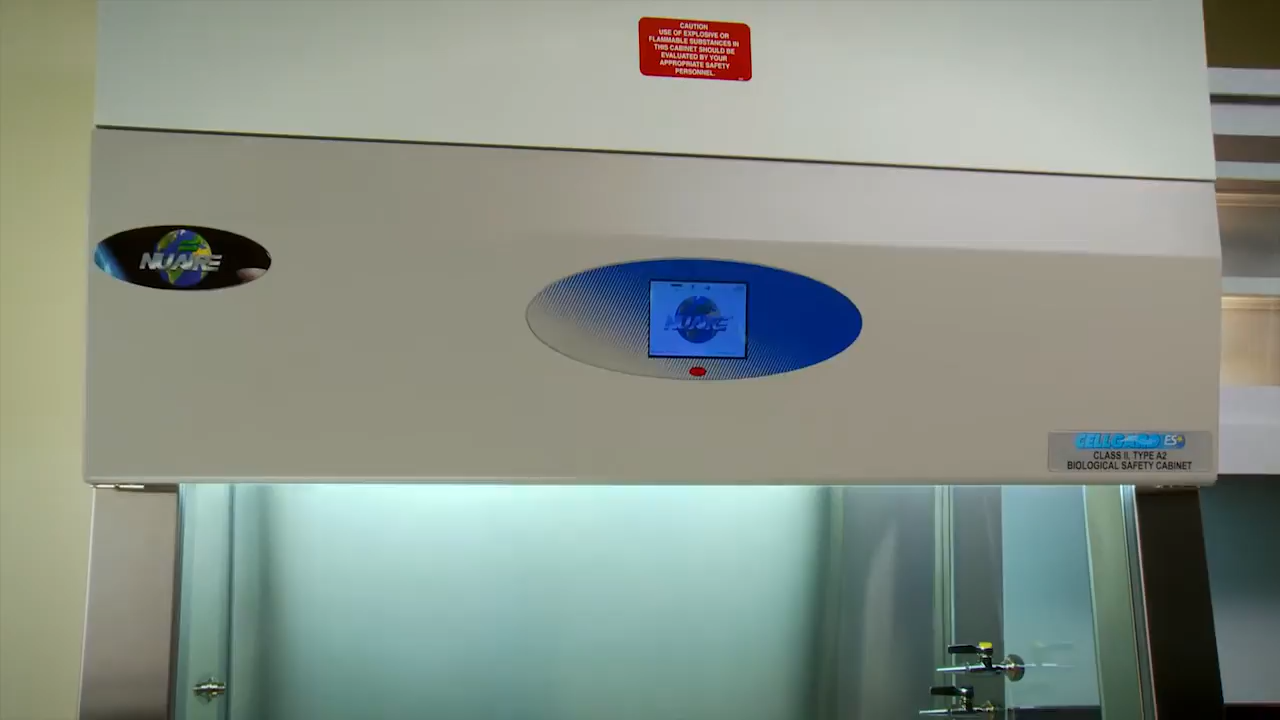 CAUTION
USE OF EXPLOSIVE OR
FLAMMABLE SUBSTANCES IN
THIS CABINET SHOULD BE
EVALUATED BY YOUR
APPROPRIATE SAFETY
PERSONNEL.
NUAIRE
NUAIRE
CELLGARD ES
CLASS II, TYPE A2
BIOLOGICAL SAFETY CABINET